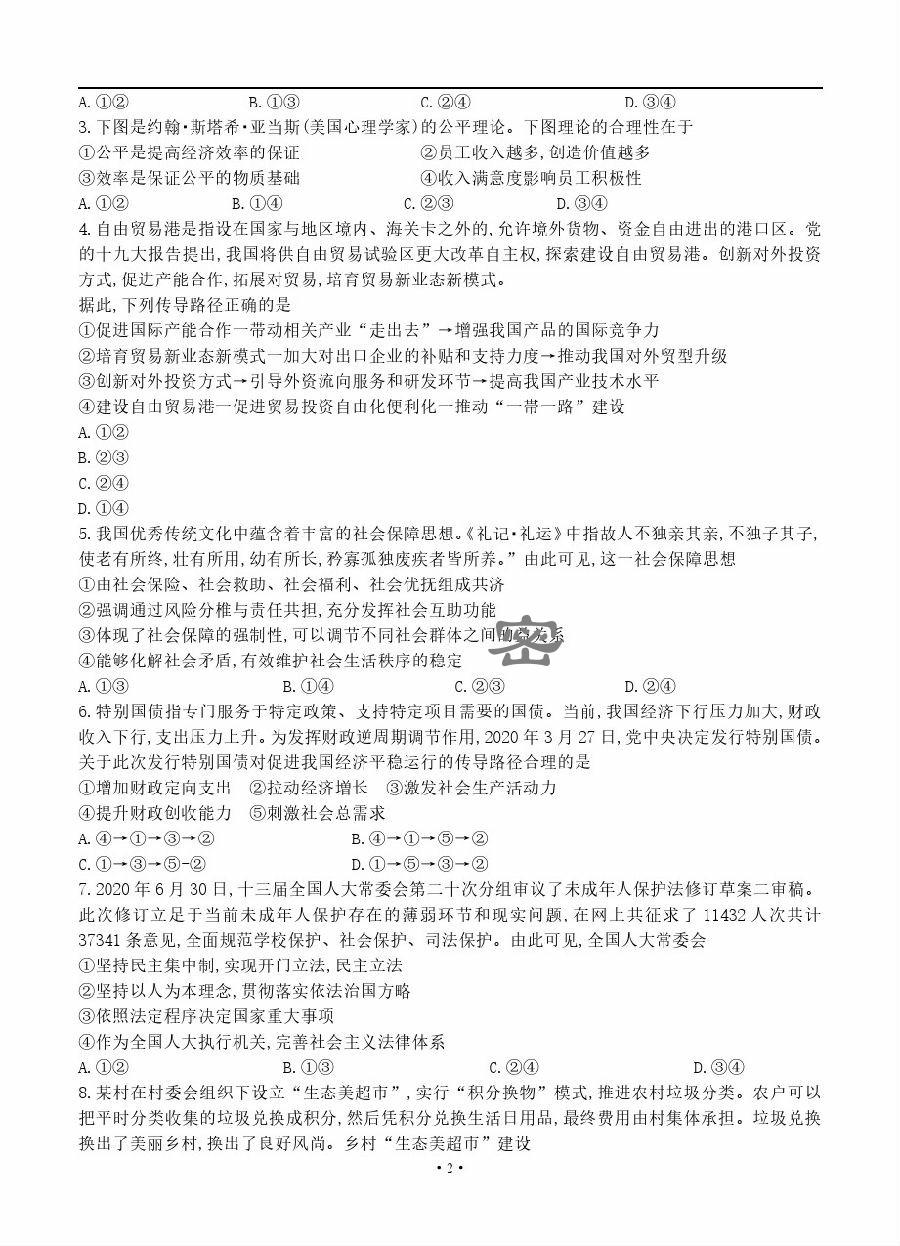 A.①② B.①③ C.②④ D.③④
3.下图是约翰·斯塔希·亚当斯(美国心理学家)的公平理论。下图理论的合理性在于
①公平是提高经济效率的保证 ②员工收入越多,创造价值越多
③效率是保证公平的物质基础 ④收入满意度影响员工积极性
A.①② B.①④ C.②③ D.③④
4.自由贸易港是指设在国家与地区境内、海关卡之外的,允许境外货物、资金自由进出的港口区。党
的十九大报告提出,我国将供自由贸易试验区更大改革自主权,探索建设自由贸易港。创新对外投资
方式,促进产能合作,拓展对贸易,培育贸易新业态新模式。
据此,下列传导路径正确的是
①促进国际产能合作一带动相关产业“走出去”→增强我国产品的国际竞争力
②培育贸易新业态新模式一加大对出口企业的补贴和支持力度→推动我国对外贸型升级
③创新对外投资方式→引导外资流向服务和研发环节→提高我国产业技术水平
④建设自由贸易港一促进贸易投资自由化便利化一推动“一带一路”建设
A.①②
B.②③
C.②④
D.①④
5.我国优秀传统文化中蕴含着丰富的社会保障思想。《礼记·礼运》中指故人不独亲其亲,不独子其子,
使老有所终,壮有所用,幼有所长,矜寡孤独废疾者皆所养。”由此可见,这一社会保障思想
①由社会保险、社会救助、社会福利、社会优抚组成共济
②强调通过风险分椎与责任共担,充分发挥社会互助功能
③体现了社会保障的强制性,可以调节不同社会群体之间的益关系
④能够化解社会矛盾,有效维护社会生活秩序的稳定
密
A.①③ B.①④ C.②③ D.②④
6.特别国债指专门服务于特定政策、支持特定项目需要的国债。当前,我国经济下行压力加大,财政
收入下行,支出压力上升。为发挥财政逆周期调节作用,2020年3月27日,党中央决定发行特别国债。
关于此次发行特别国债对促进我国经济平稳运行的传导路径合理的是
①增加财政定向支出 ②拉动经济增长 ③激发社会生产活动力
④提升财政创收能力 ⑤刺激社会总需求
A.④→①→③→② B.④→①→⑤→②
C.①→③→⑤-② D.①→⑤→③→②
7.2020年6月30日,十三届全国人大常委会第二十次分组审议了未成年人保护法修订草案二审稿。
此次修订立足于当前未成年人保护存在的薄弱环节和现实问题,在网上共征求了11432人次共计
37341条意见,全面规范学校保护、社会保护、司法保护。由此可见,全国人大常委会
①坚持民主集中制,实现开门立法,民主立法
②坚持以人为本理念,贯彻落实依法治国方略
③依照法定程序决定国家重大事项
④作为全国人大执行机关,完善社会主义法律体系
A.①② B.①③ C.②④ D.③④
8.某村在村委会组织下设立“生态美超市”,实行“积分换物”模式,推进农村垃圾分类。农户可以
把平时分类收集的垃圾兑换成积分,然后凭积分兑换生活日用品,最终费用由村集体承担。垃圾兑换
换出了美丽乡村,换出了良好风尚。乡村“生态美超市”建设
·2·